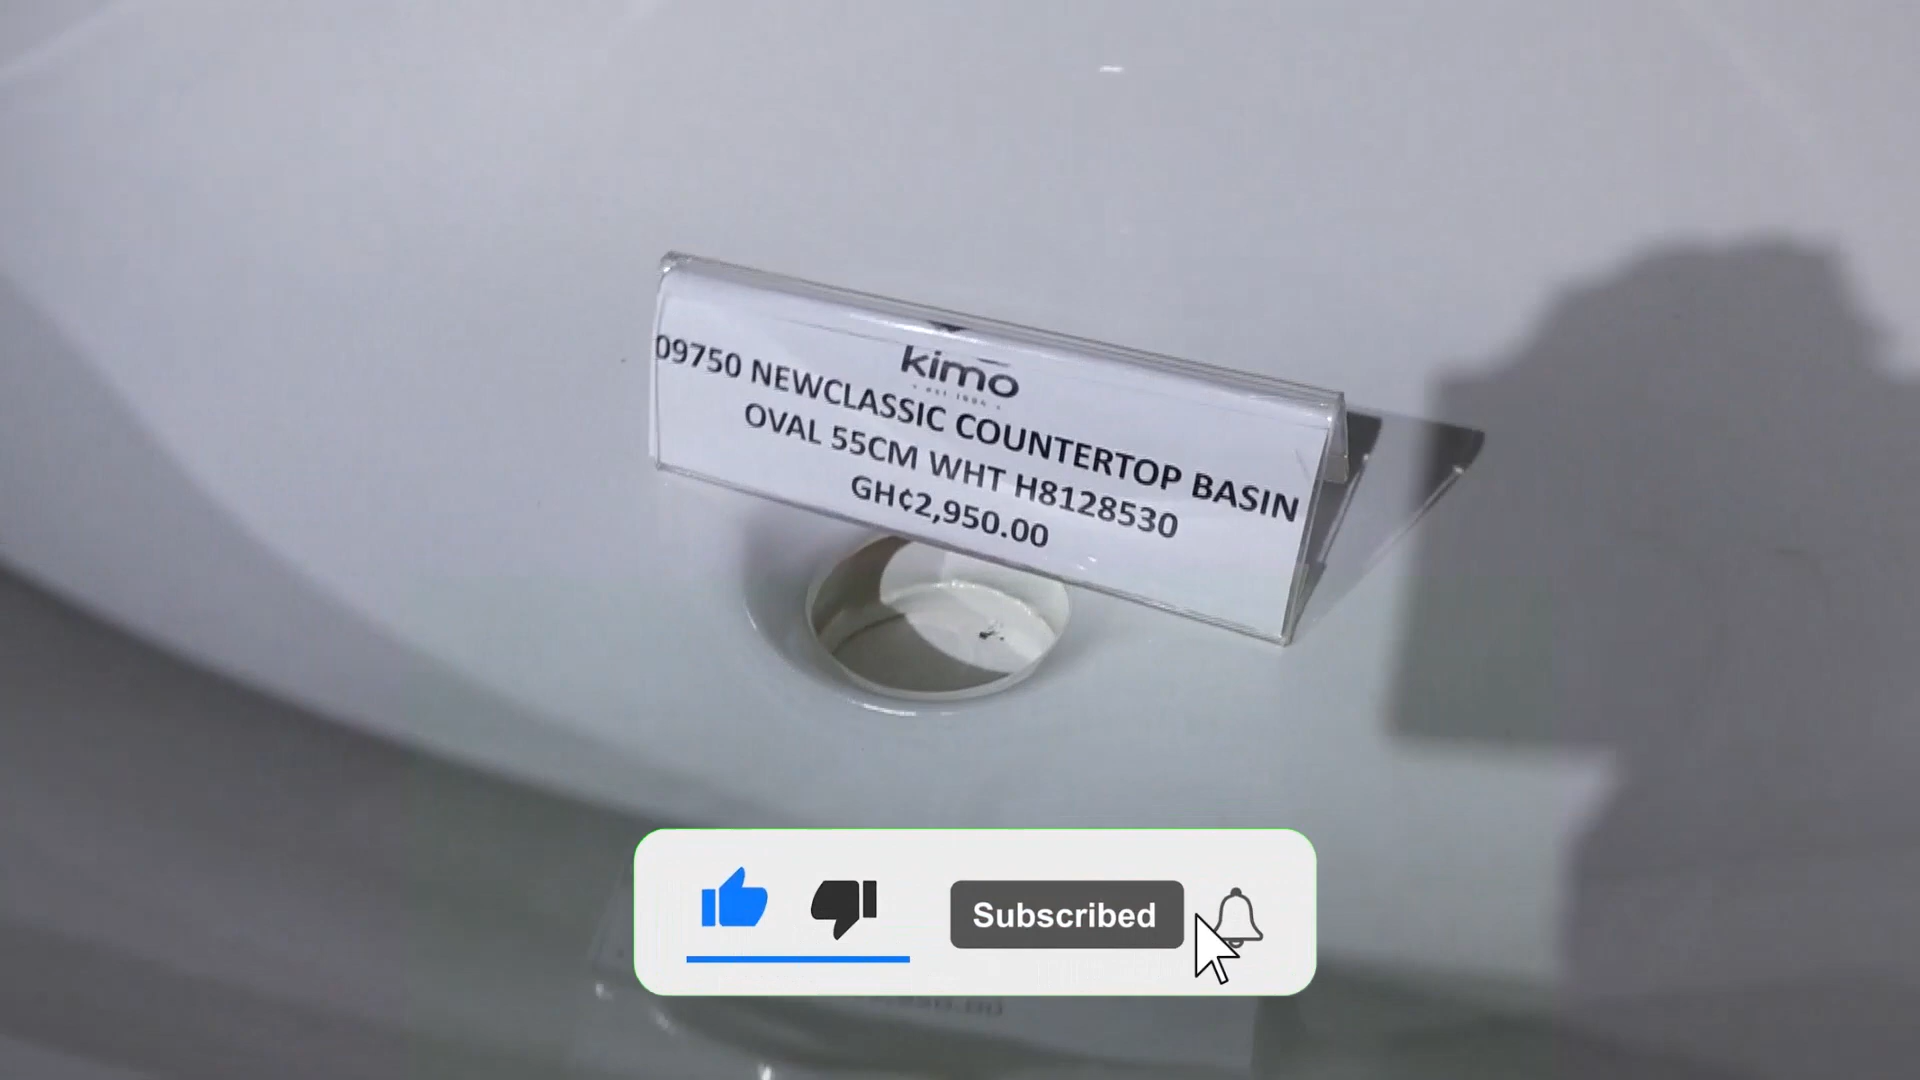 kimo
09750 NEWCLASSIC COUNTERTOP BASIN
OVAL 55CM WHT H8128530
GH¢2,950.00
Subscribed